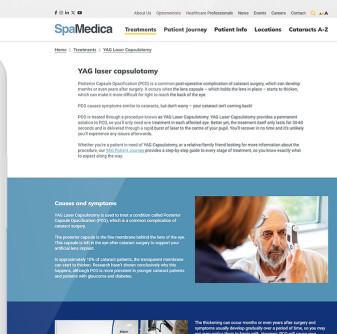 About Us Optometrists Healthcare Professionals News Events Careers Contact
SpaMedica
Treatments Patient Journey Patient Info Locations Cataracts A-Z
Home Treatments YAG Laser Capsulotomy
YAG laser capsulotomy
Posterior Capsule Opacification (PCO) is a common post-operative complication of cataract surgery, which can develop
months or even years after surgery. It occurs when the lens capsule – which holds the lens in place – starts to thicken,
which can make it more difficult for light to reach the back of the eye.
PCO causes symptoms similar to cataracts, but don't worry – your cataract isn't coming back!
PCO is treated through a procedure known as YAG Laser Capsulotomy. YAG Laser Capsulotomy provides a permanent
solution to PCO, so you'll only need one treatment in each affected eye. Better yet, the treatment itself only lasts for
seconds and is delivered through a rapid burst of laser to the centre of your pupil. You'll recover in no time and it's unlikely
you'll experience any issues afterwards.
Whether you're a patient in need of YAG Capsulotomy, or a relative/family friend looking for more information about the
procedure, our YAG Patient Journey provides a step-by-step guide to every stage of treatment, so you know exactly what
to expect along the way.
Causes and symptoms
YAG Laser Capsulotomy is used to treat a condition called Posterior
Capsule Opacification (PCO), which is a common complication of
cataract surgery.
The posterior capsule is the fine membrane behind the lens of the eye.
This capsule is left in the eye after cataract surgery to support your
artificial lens implant.
In approximately 10% of cataract patients, the transparent membrane
can start to thicken. Research hasn't shown conclusively why this
happens, although PCO is more prevalent in younger cataract patients
and patients with glaucoma and diabetes.
The thickening can occur months or even years after surgery and
symptoms usually develop gradually over a period of time, so you may
Alcon